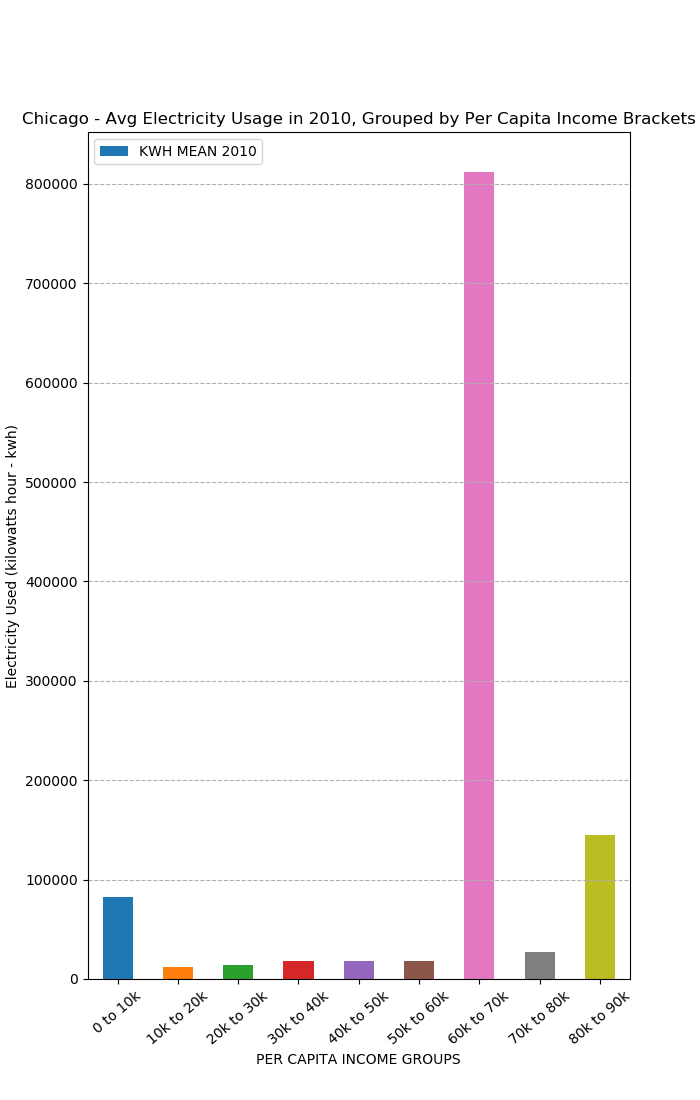 Chicago - Avg Electricity Usage in 2010, Grouped by Per Capita Income Brackets
KWH MEAN 2010
800000
700000
600000
500000
400000
300000
200000
100000
0
Electricity Used (kilowatts hour - kwh)
0 to 10k
10k to 20k
20k to 30k
30k to 40k
40k to 50k
50k to 60k
60k to 70k
70k to 80k
80k to 90k
PER CAPITA INCOME GROUPS